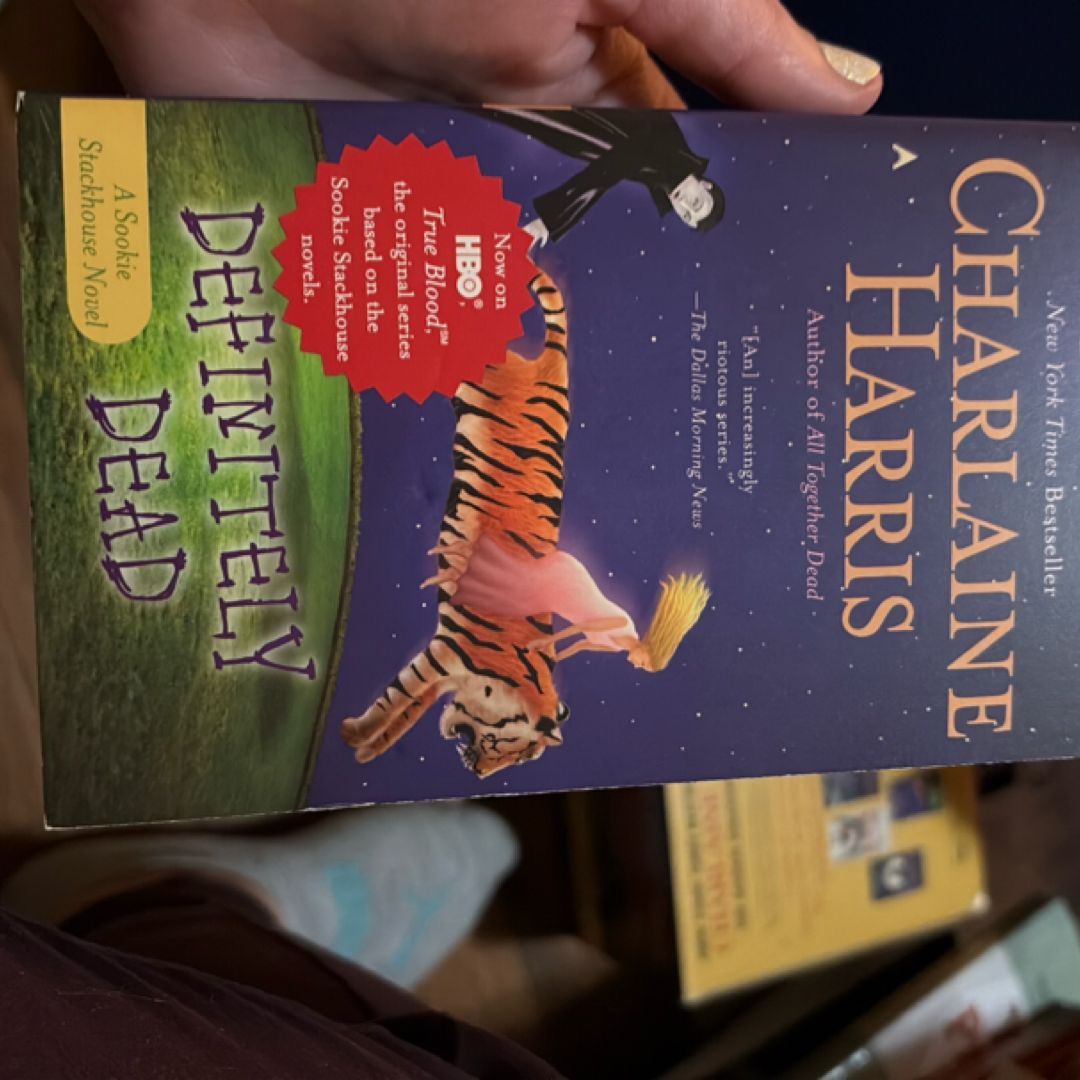 New York Times Bestseller
CHARLAINE
HARRIS
Author of All Together Dead
"[An] increasingly
riotous series."
—The Dallas Morning News
Now on
HBO®,
True Blood,℠
the original series
based on the
Sookie Stackhouse
novels.
DEFINITELY
DEAD
A Sookie
Stackhouse Novel